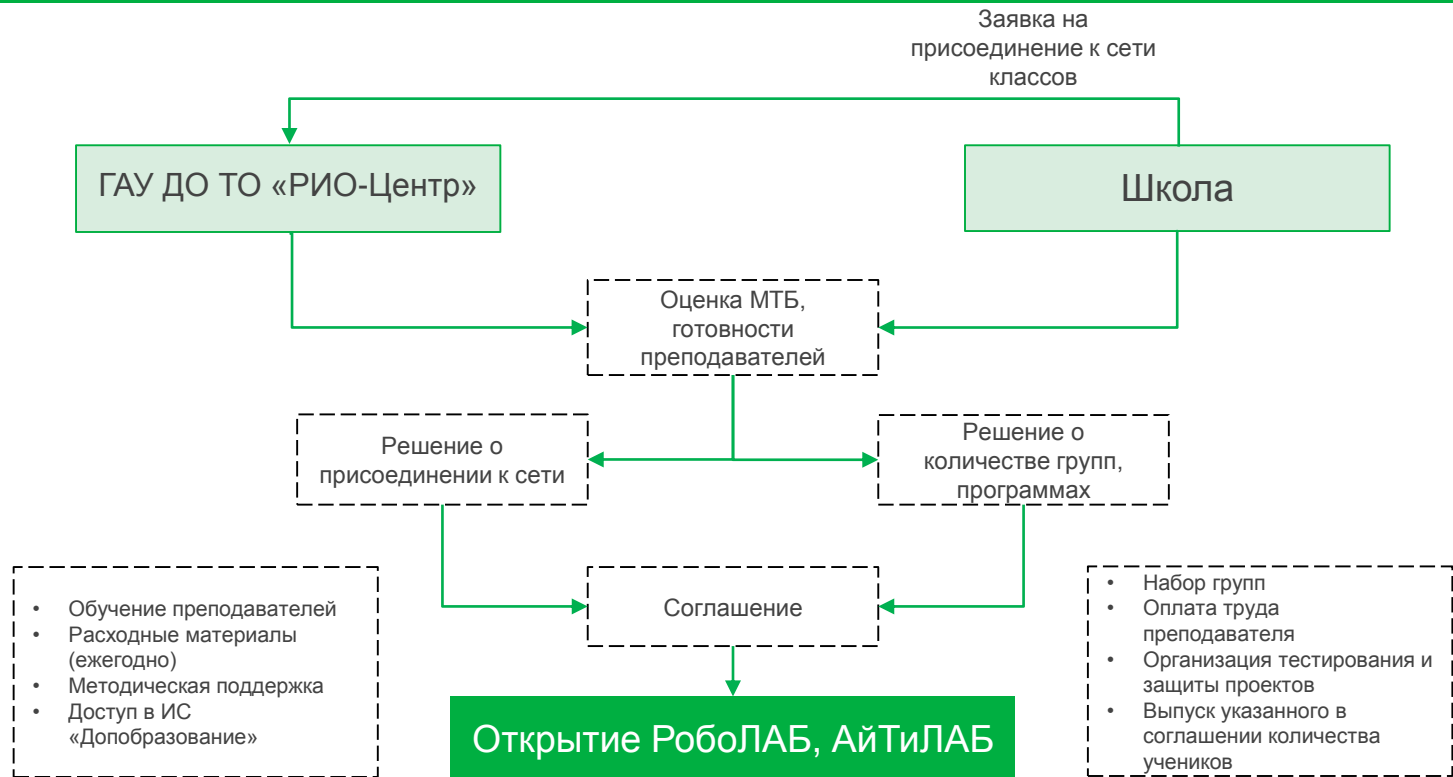 Заявка на
присоединение к сети
классов
ГАУ ДО ТО «РИО-Центр»
Школа
Оценка МТБ,
готовности
преподавателей
Решение о
присоединении к сети
Решение о
количестве групп,
программах
• Обучение преподавателей
• Расходные материалы
(ежегодно)
• Методическая поддержка
• Доступ в ИС
«Допобразование»
Соглашение
• Набор групп
• Оплата труда
преподавателя
• Организация тестирования и
защиты проектов
• Выпуск указанного в
соглашении количества
учеников
Открытие РобоЛАБ, АйТиЛАБ